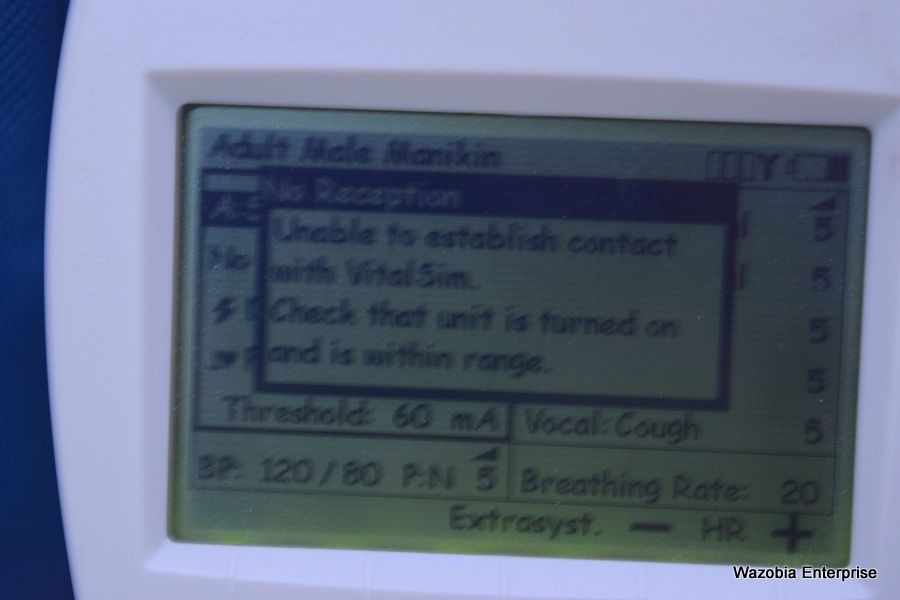 Adult Male Manikin
No Reception
Unable to establish contact
with VitalSim.
Check that unit is turned on
and is within range.
No
5
5
5
5
5
Threshold: 60 mA
Vocal: Cough
BP: 120/80 P:N 5
Breathing Rate: 20
Extrasyst. − HR +
Wazobia Enterprise